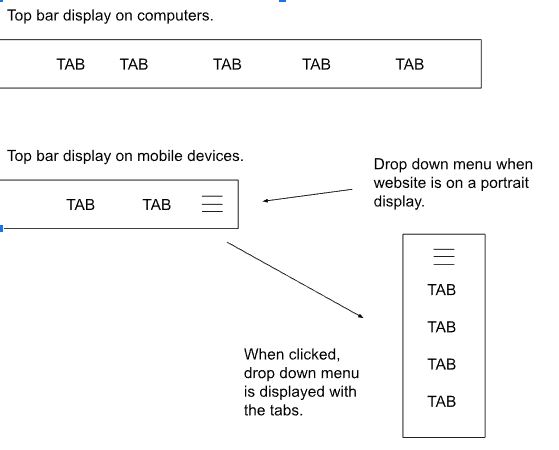 Top bar display on computers.
TAB TAB TAB TAB TAB
Top bar display on mobile devices.
Drop down menu when
website is on a portrait
display.
TAB TAB
TAB
TAB
TAB
TAB
When clicked,
drop down menu
is displayed with
the tabs.